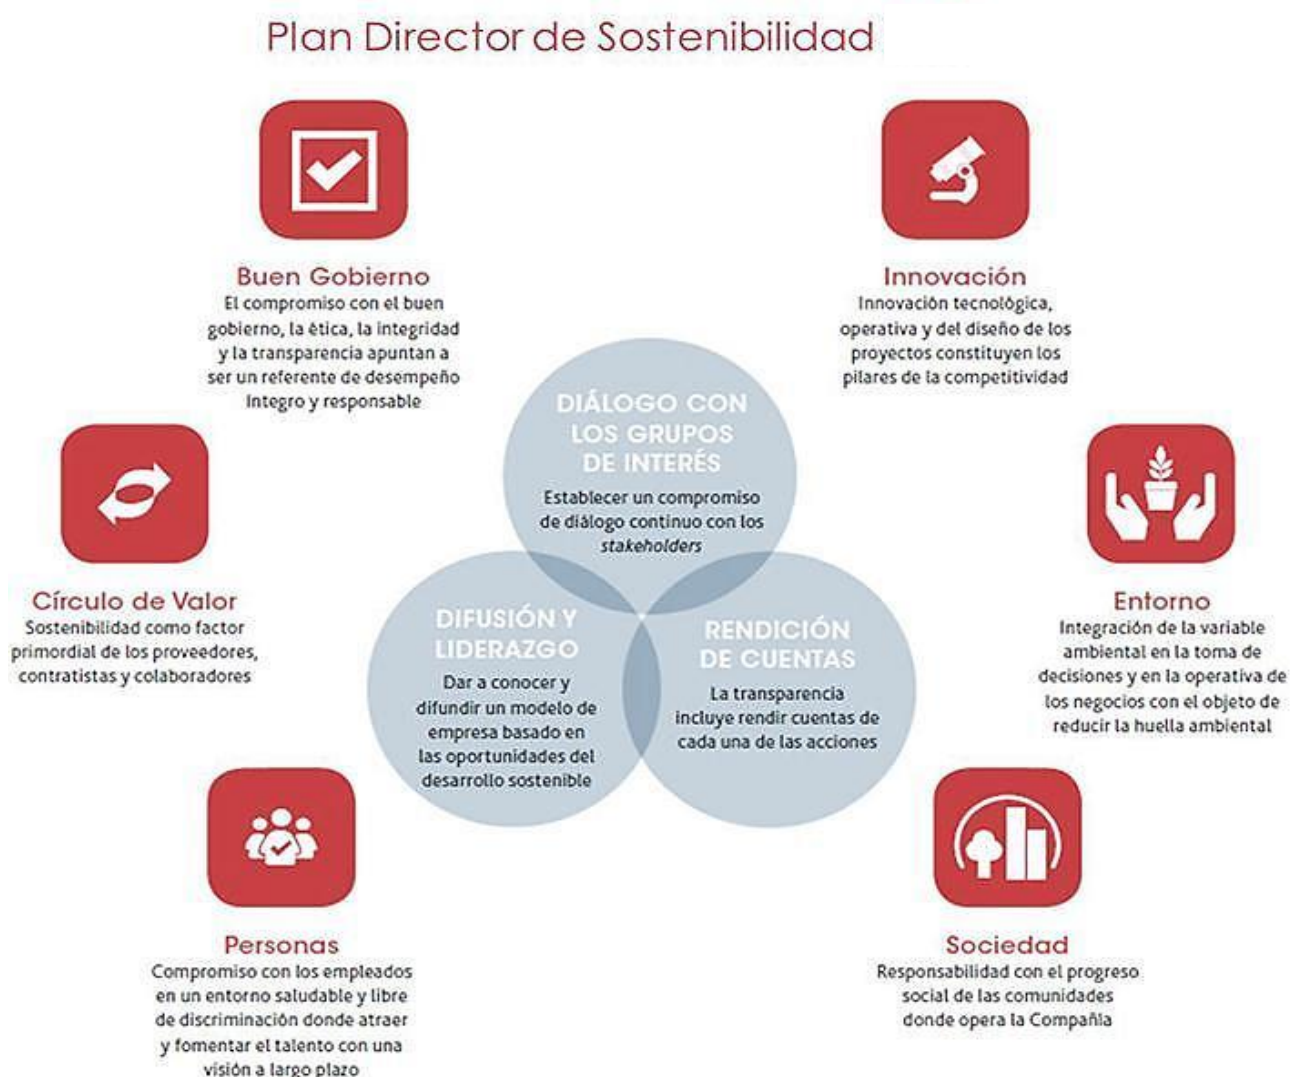 Plan Director de Sostenibilidad
Buen Gobierno
El compromiso con el buen
gobierno, la ética, la integridad
y la transparencia apuntan a
ser un referente de desempeño
íntegro y responsable
Innovación
Innovación tecnológica,
operativa y del diseño de los
proyectos constituyen los
pilares de la competitividad
DIÁLOGO CON
LOS GRUPOS
DE INTERÉS
Establecer un compromiso
de diálogo continuo con los
stakeholders
Círculo de Valor
Sostenibilidad como factor
primordial de los proveedores,
contratistas y colaboradores
DIFUSIÓN Y
LIDERAZGO
Dar a conocer y
difundir un modelo de
empresa basado en
las oportunidades del
desarrollo sostenible
RENDICIÓN
DE CUENTAS
La transparencia
incluye rendir cuentas de
cada una de las acciones
Entorno
Integración de la variable
ambiental en la toma de
decisiones y en la operativa de
los negocios con el objeto de
reducir la huella ambiental
Personas
Compromiso con los empleados
en un entorno saludable y libre
de discriminación donde atraer
y fomentar el talento con una
visión a largo plazo
Sociedad
Responsabilidad con el progreso
social de las comunidades
donde opera la Compañía